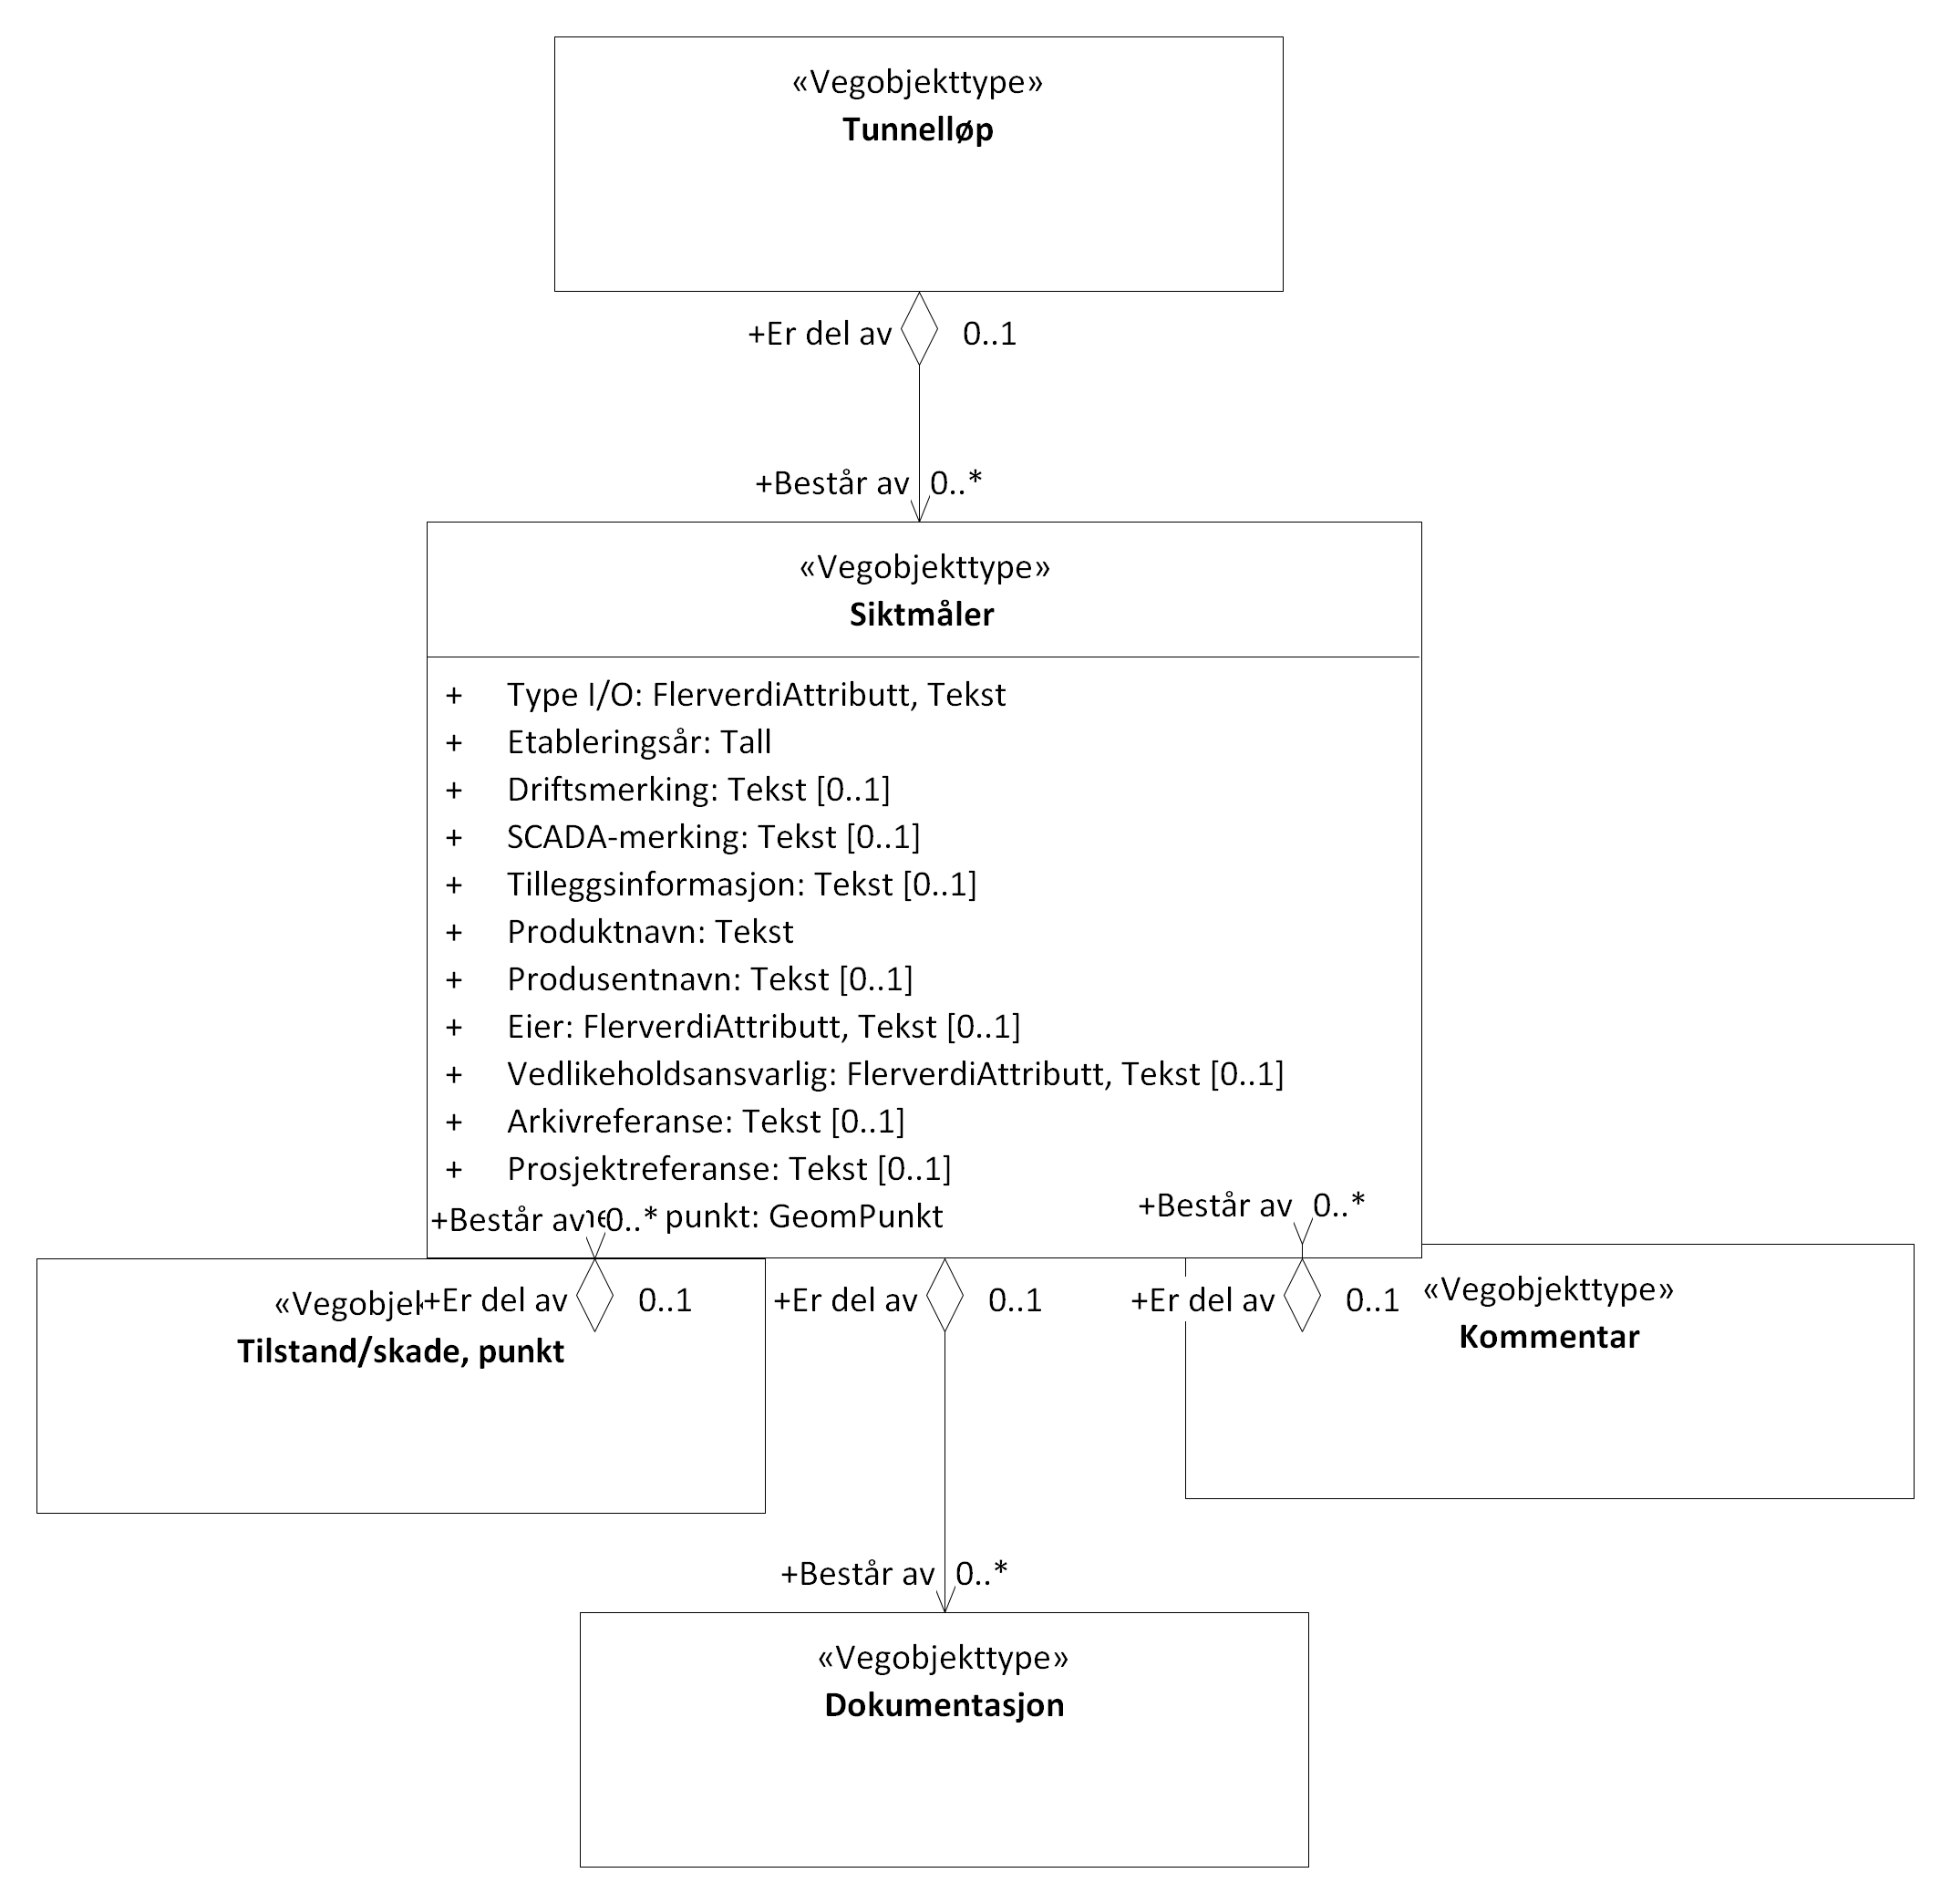 «Vegobjekttype»
Tunnelløp
+Er del av 0..1
+Består av 0..*
«Vegobjekttype»
Siktmåler
+ Type I/O: FlerverdiAttributt, Tekst
+ Etableringsår: Tall
+ Driftsmerking: Tekst [0..1]
+ SCADA-merking: Tekst [0..1]
+ Tilleggsinformasjon: Tekst [0..1]
+ Produktnavn: Tekst
+ Produsentnavn: Tekst [0..1]
+ Eier: FlerverdiAttributt, Tekst [0..1]
+ Vedlikeholdsansvarlig: FlerverdiAttributt, Tekst [0..1]
+ Arkivreferanse: Tekst [0..1]
+ Prosjektreferanse: Tekst [0..1]
+Består av 0..* punkt: GeomPunkt
+Består av 0..*
+Er del av 0..1
+Er del av 0..1
+Er del av 0..1
Tilstand/skade, punkt
«Vegobjekttype»
Kommentar
+Består av 0..*
«Vegobjekttype»
Dokumentasjon